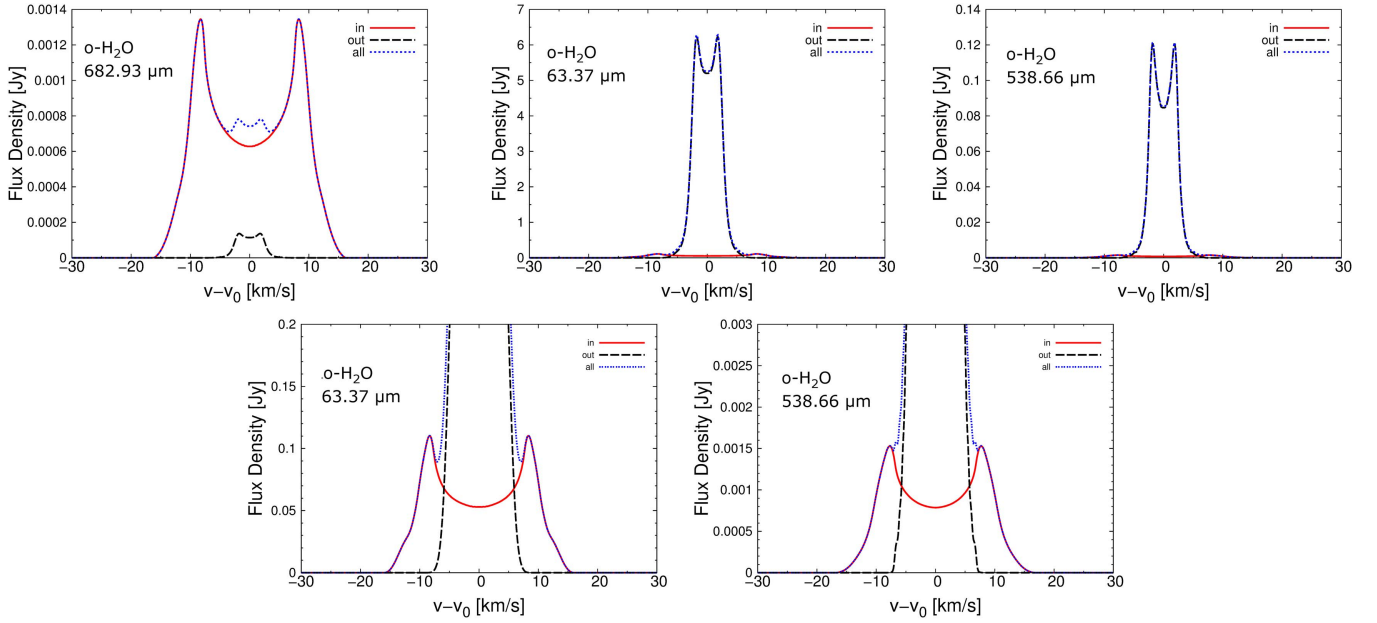 0.0014
0.0012
0.001
0.0008
0.0006
0.0004
0.0002
0
−30
−20
−10
0
10
20
30
Flux Density [Jy]
v−v0 [km/s]
o-H2O
682.93 μm
in
out
all
7
6
5
4
3
2
1
0
−30
−20
−10
0
10
20
30
Flux Density [Jy]
v−v0 [km/s]
o-H2O
63.37 μm
in
out
all
0.14
0.12
0.10
0.08
0.06
0.04
0.02
0
−30
−20
−10
0
10
20
30
Flux Density [Jy]
v−v0 [km/s]
o-H2O
538.66 μm
in
out
all
0.2
0.15
0.1
0.05
0
−30
−20
−10
0
10
20
30
Flux Density [Jy]
v−v0 [km/s]
o-H2O
63.37 μm
in
out
all
0.003
0.0025
0.002
0.0015
0.001
0.0005
0
−30
−20
−10
0
10
20
30
Flux Density [Jy]
v−v0 [km/s]
o-H2O
538.66 μm
in
out
all